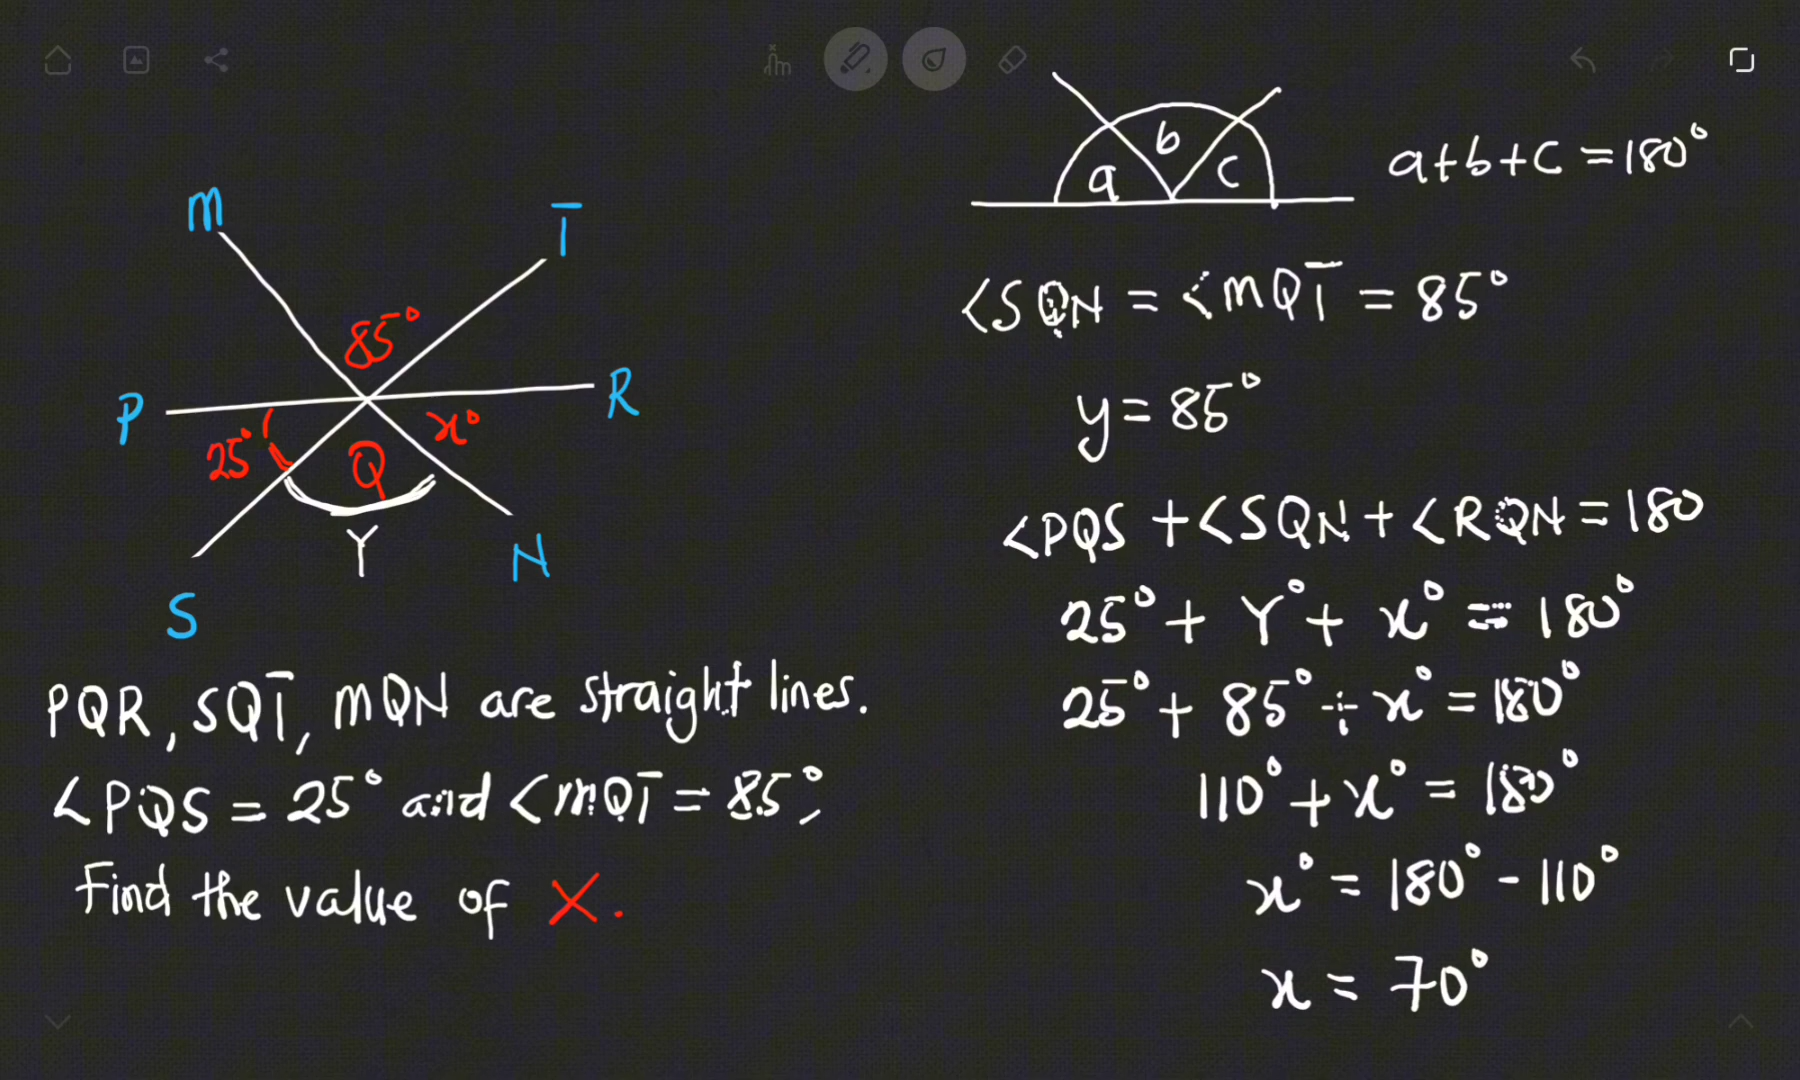 M
T
85°
P
R
25°
Q
x°
Y
S
N
PQR, SQT, MQN are straight lines.
<PQS = 25° and <MQT = 85°,
Find the value of X.
a b c
a+b+c = 180°
<SQN = <MQT = 85°
y = 85°
<PQS + <SQN + <RQN = 180
25° + Y° + x° = 180°
25° + 85° + x° = 180°
110° + x° = 180°
x° = 180° - 110°
x = 70°